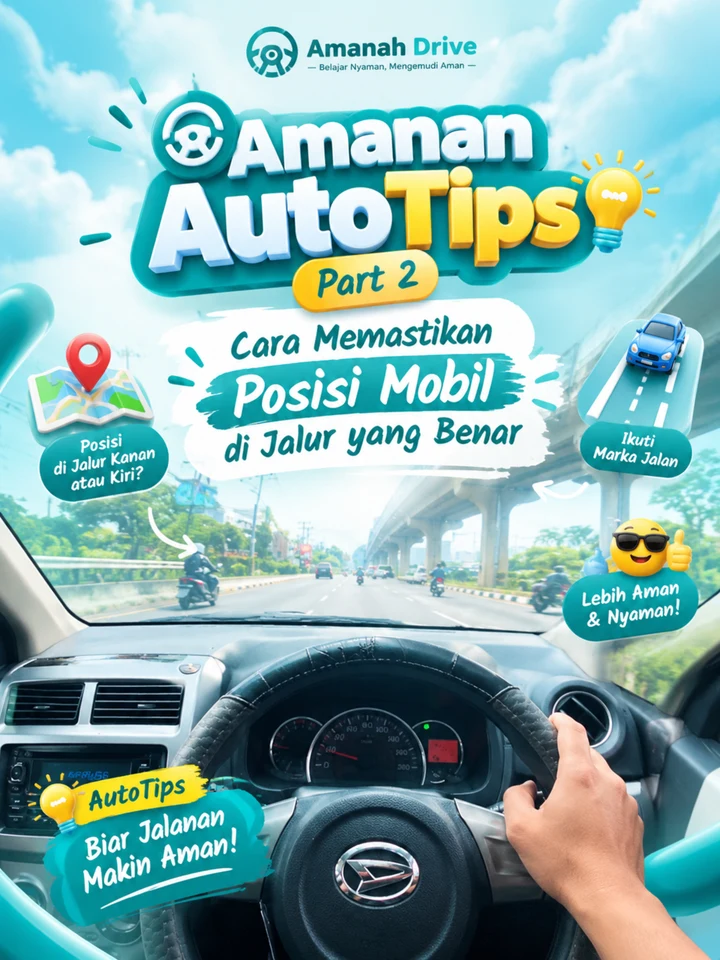 Amanah Drive
— Belajar Nyaman, Mengemudi Aman —
Amanan
AutoTips
Part 2
Cara Memastikan
Posisi Mobil
di Jalur yang Benar
Posisi
di Jalur Kanan
atau Kiri?
Ikuti
Marka Jalan
Lebih Aman
& Nyaman!
AutoTips
Biar Jalanan
Makin Aman!